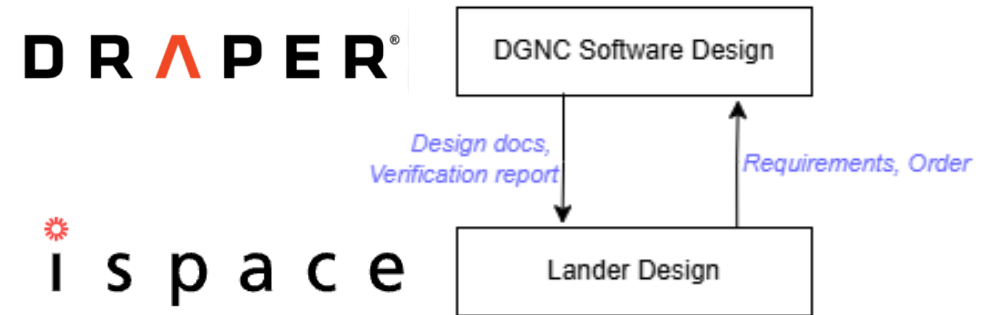 DRAPER®
DGNC Software Design
Design docs,
Verification report
Requirements, Order
ispace
Lander Design